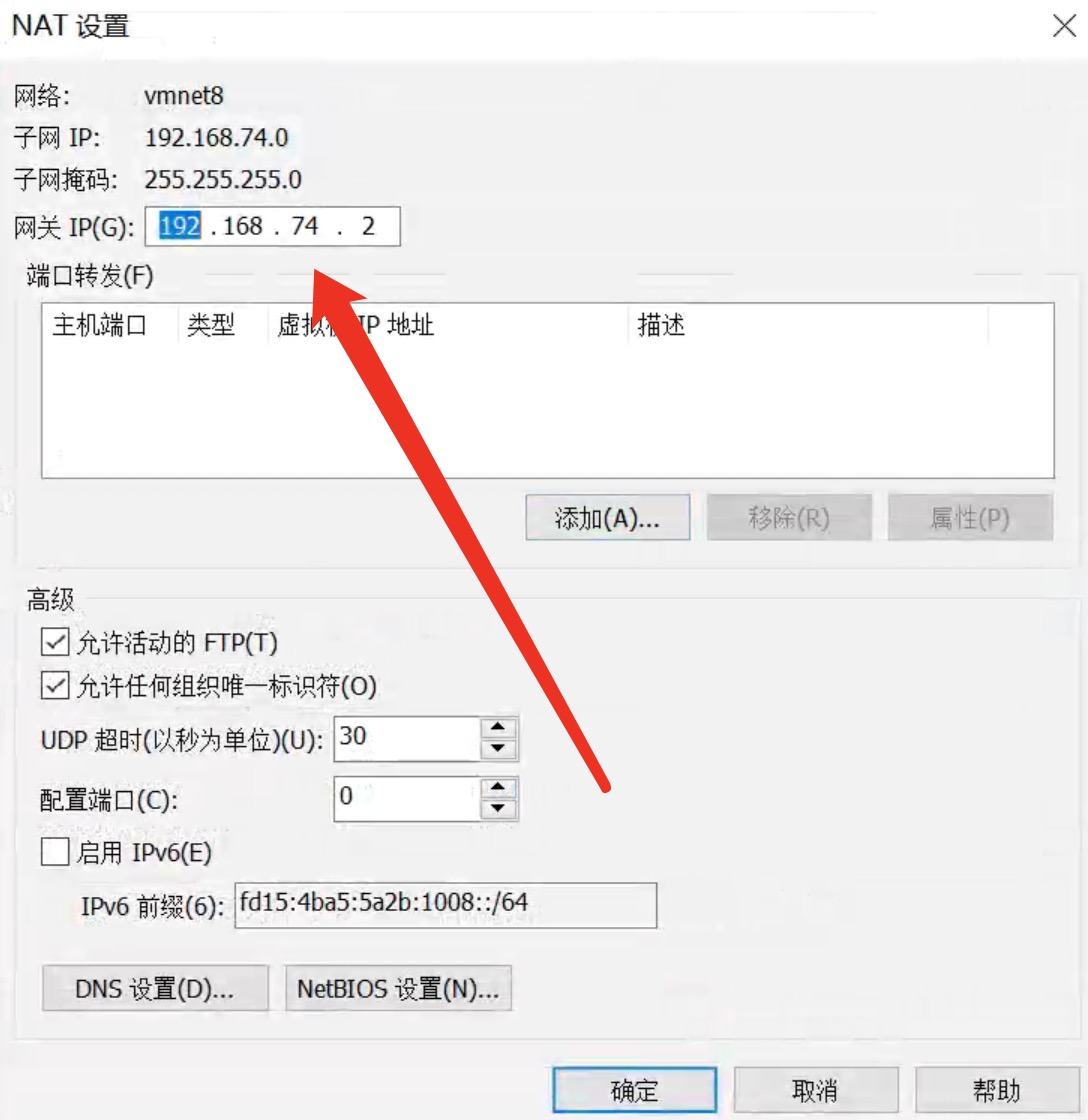 NAT 设置
网络: vmnet8
子网 IP: 192.168.74.0
子网掩码: 255.255.255.0
网关 IP(G): 192 . 168 . 74 . 2
端口转发(F)
主机端口 类型 虚拟机 IP 地址 描述
添加(A)... 移除(R) 属性(P)
高级
允许活动的 FTP(T)
允许任何组织唯一标识符(O)
UDP 超时(以秒为单位)(U): 30
配置端口(C): 0
启用 IPv6(E)
IPv6 前缀(6): fd15:4ba5:5a2b:1008::/64
DNS 设置(D)... NetBIOS 设置(N)...
确定 取消 帮助